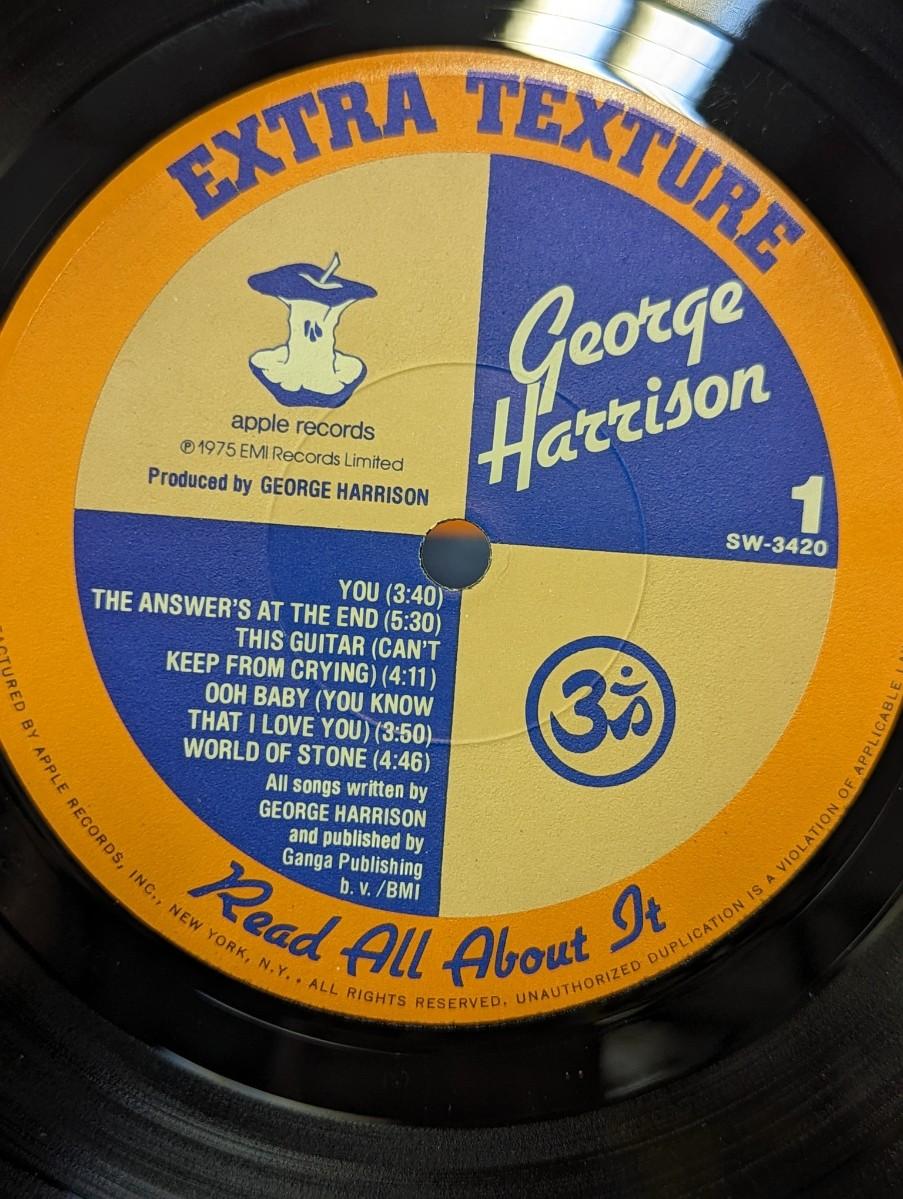 EXTRA TEXTURE
George
Harrison
apple records
℗ 1975 EMI Records Limited
Produced by GEORGE HARRISON
1
SW-3420
YOU (3:40)
THE ANSWER'S AT THE END (5:30)
THIS GUITAR (CAN'T
KEEP FROM CRYING) (4:11)
OOH BABY (YOU KNOW
THAT I LOVE YOU) (3:50)
WORLD OF STONE (4:46)
All songs written by
GEORGE HARRISON
and published by
Ganga Publishing
b. v. /BMI
ॐ
Read All About It
BY APPLE RECORDS, INC., NEW YORK, N.Y.. ALL RIGHTS RESERVED. UNAUTHORIZED DUPLICATION IS A VIOLATION OF APPLICABLE